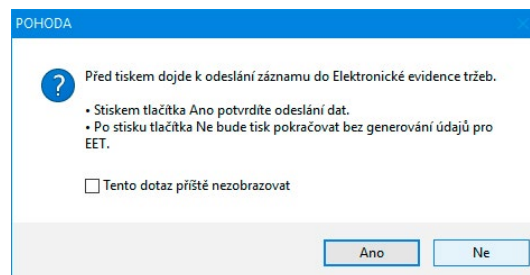 POHODA
Před tiskem dojde k odeslání záznamu do Elektronické evidence tržeb.
• Stiskem tlačítka Ano potvrdíte odeslání dat.
• Po stisku tlačítka Ne bude tisk pokračovat bez generování údajů pro
EET.
Tento dotaz příště nezobrazovat
Ano Ne